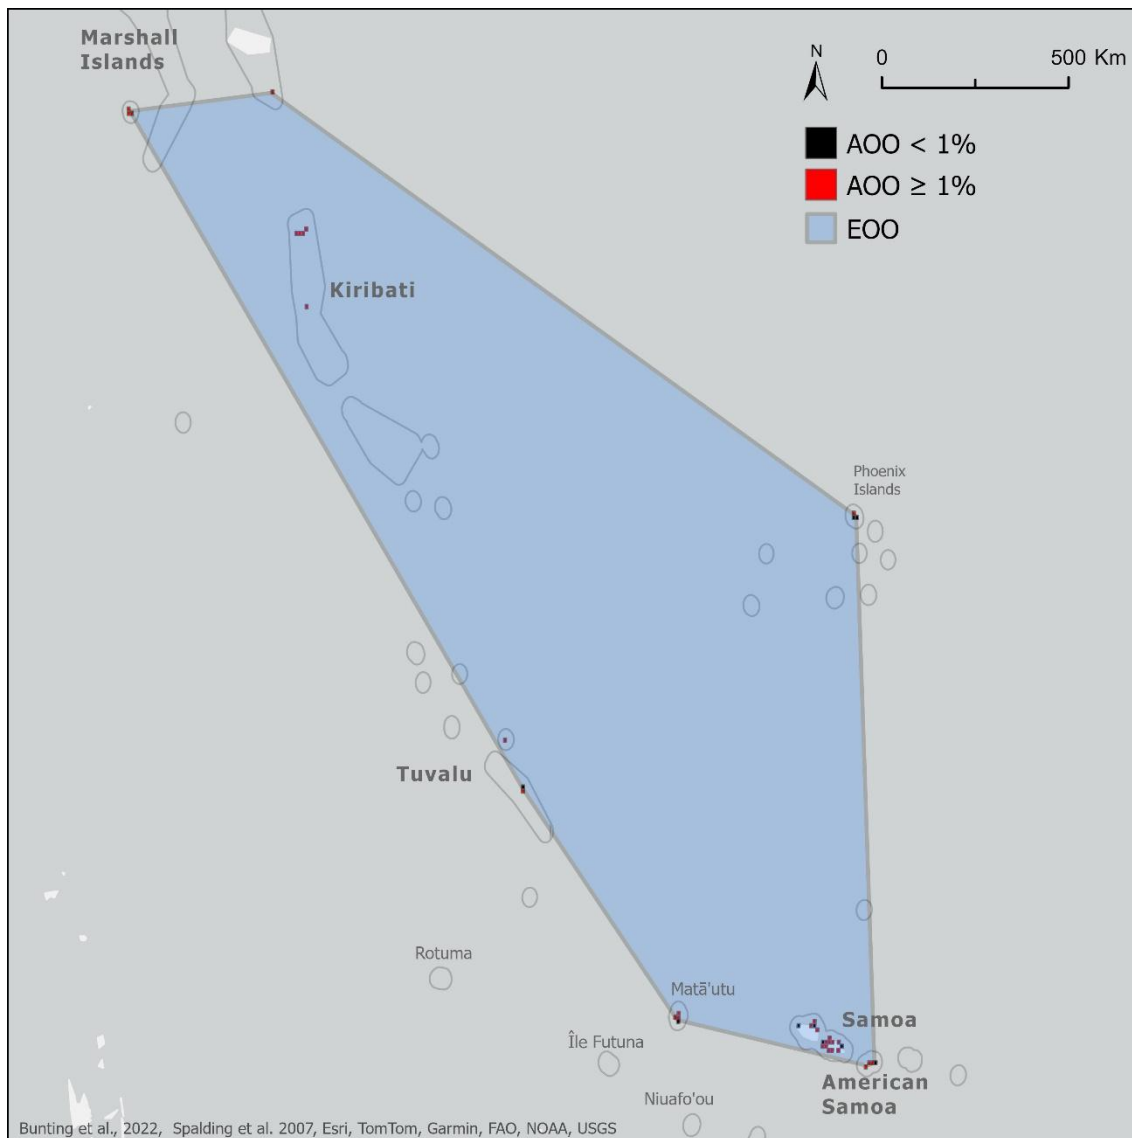 Marshall
Islands
N
0 500 Km
AOO < 1%
AOO ≥ 1%
EOO
Kiribati
Phoenix
Islands
Tuvalu
Rotuma
Matā'utu
Samoa
Île Futuna
American
Samoa
Niuafo'ou
Bunting et al., 2022, Spalding et al. 2007, Esri, TomTom, Garmin, FAO, NOAA, USGS